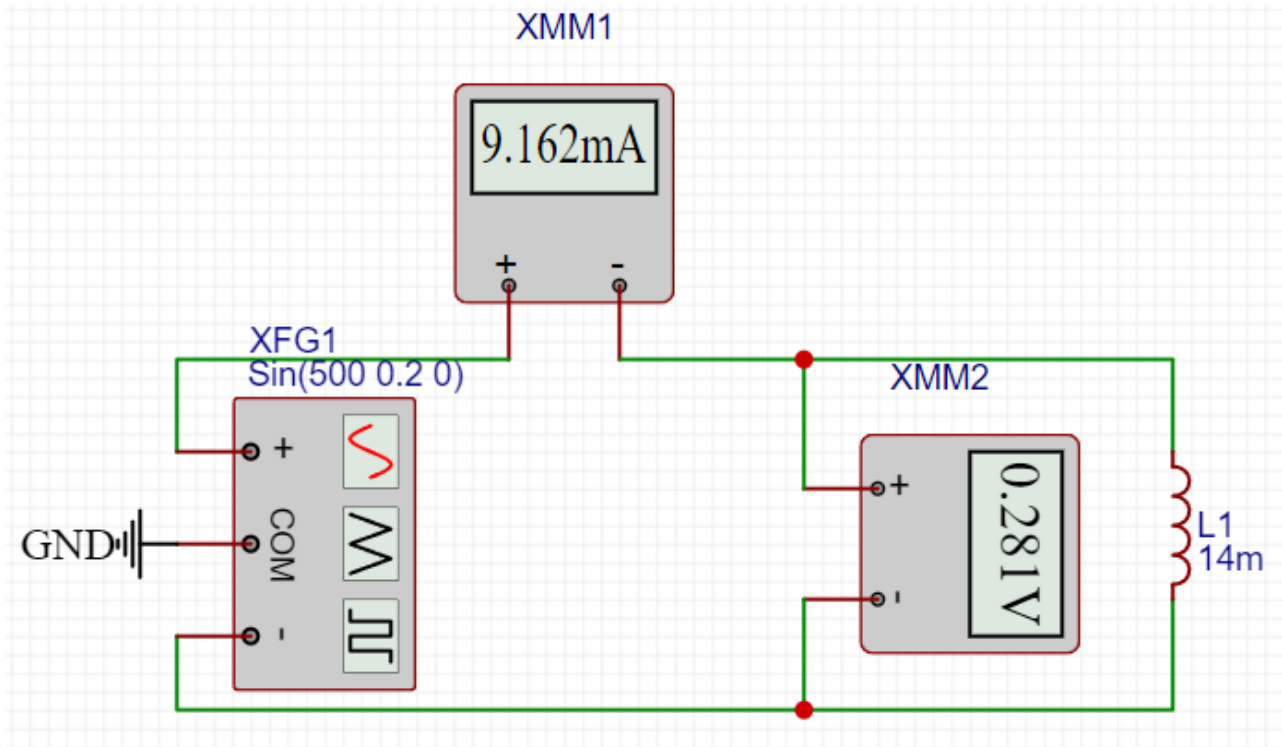 XMM1
9.162mA
+ -
XFG1
Sin(500 0.2 0)
+
COM
-
GND
XMM2
+
-
0.281V
L1
14m